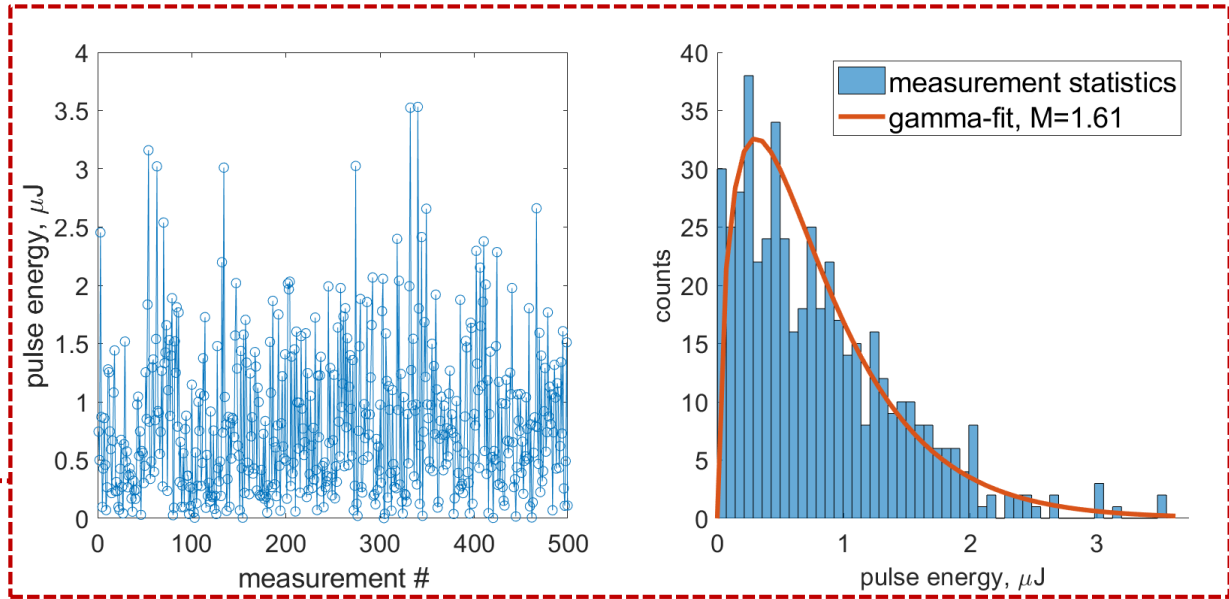 4
3.5
3
2.5
2
1.5
1
0.5
0
pulse energy, μJ
0 100 200 300 400 500
measurement #
40
35
30
25
20
15
10
5
0
counts
measurement statistics
gamma-fit, M=1.61
0 1 2 3
pulse energy, μJ